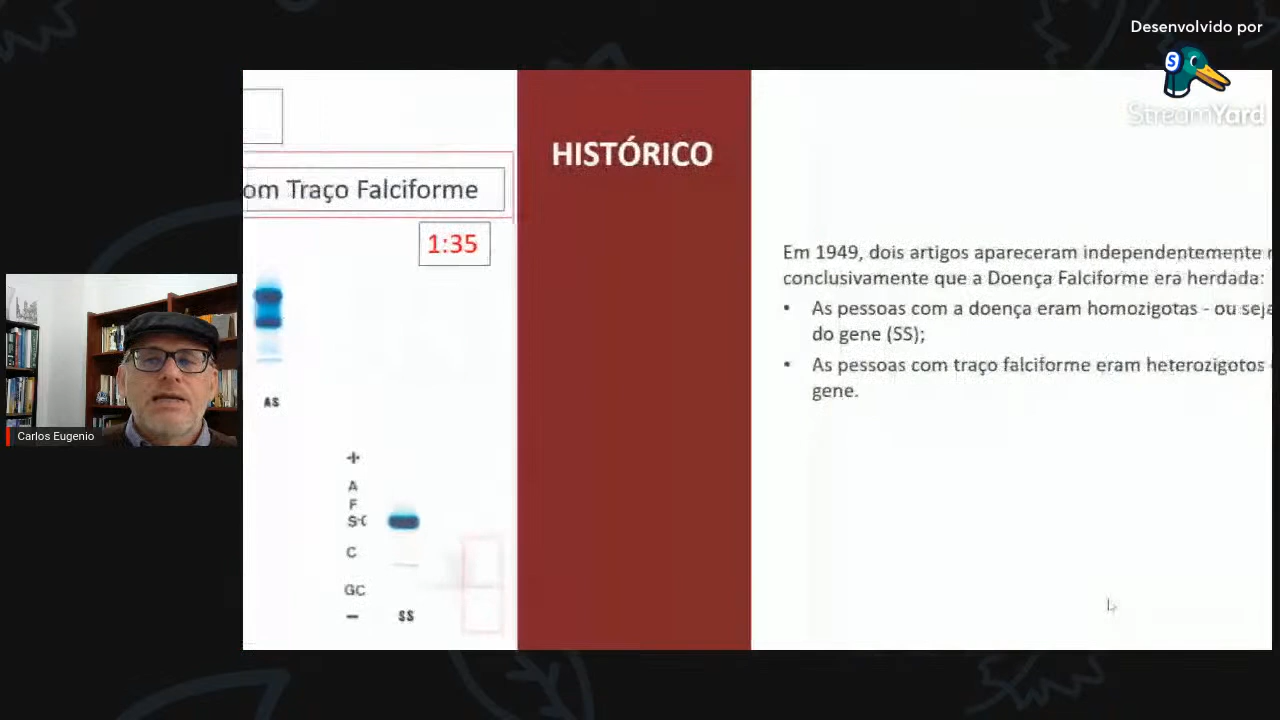 Desenvolvido por
StreamYard
HISTÓRICO
om Traço Falciforme
1:35
Em 1949, dois artigos apareceram independentemente
conclusivamente que a Doença Falciforme era herdada:
• As pessoas com a doença eram homozigotas - ou seja
do gene (SS);
• As pessoas com traço falciforme eram heterozigotos
gene.
AS
Carlos Eugenio
+
A
F
C
GC
−
SS